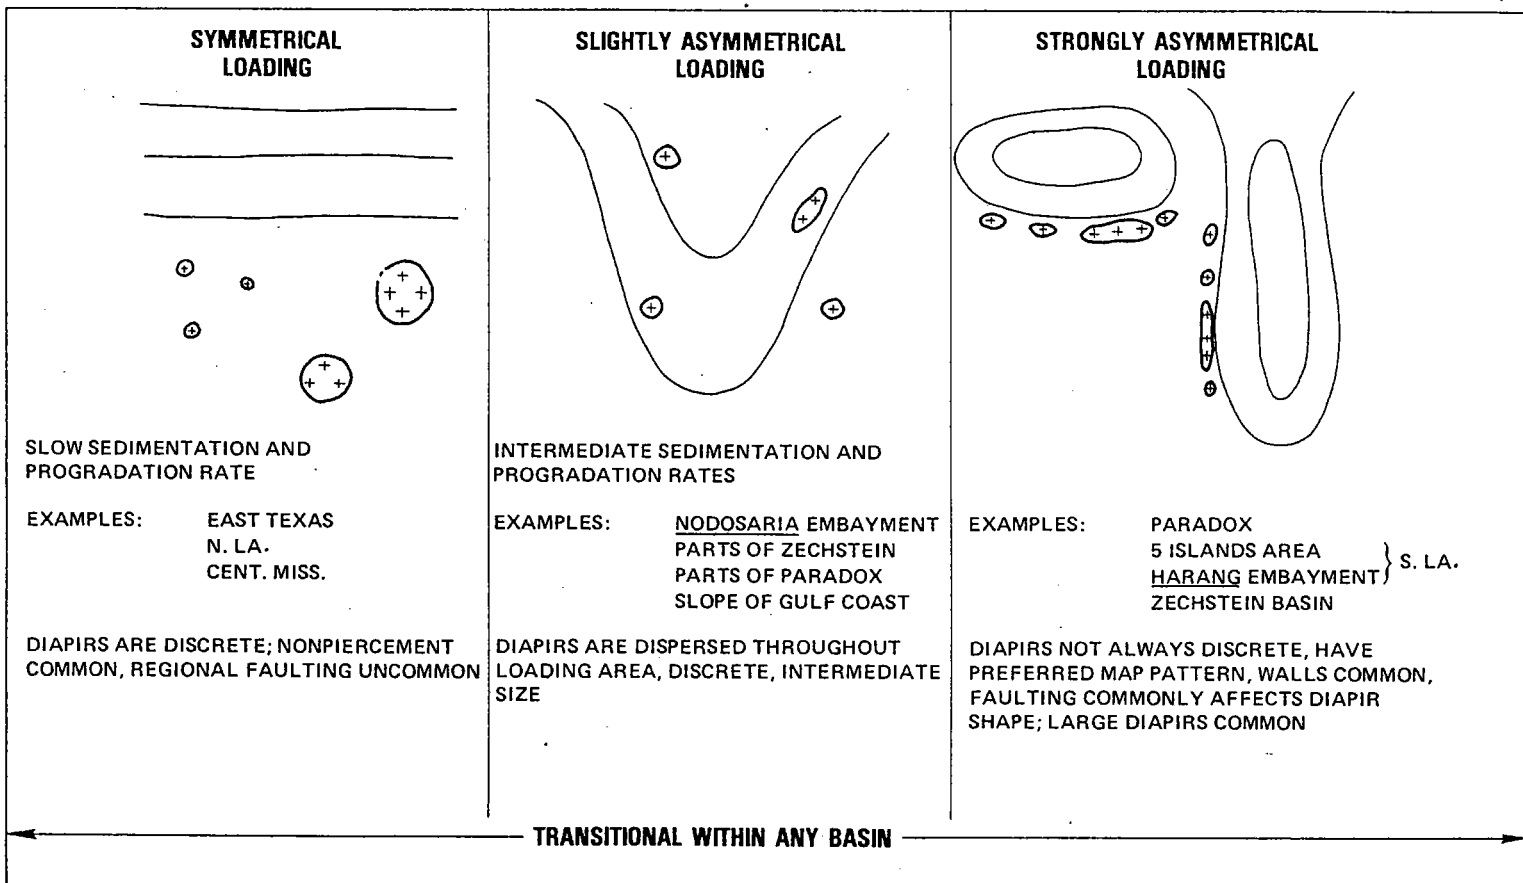 SYMMETRICAL
LOADING
SLOW SEDIMENTATION AND
PROGRADATION RATE
EXAMPLES: EAST TEXAS
N. LA.
CENT. MISS.
DIAPIRS ARE DISCRETE; NONPIERCEMENT
COMMON, REGIONAL FAULTING UNCOMMON
SLIGHTLY ASYMMETRICAL
LOADING
INTERMEDIATE SEDIMENTATION AND
PROGRADATION RATES
EXAMPLES: NODOSARIA EMBAYMENT
PARTS OF ZECHSTEIN
PARTS OF PARADOX
SLOPE OF GULF COAST
DIAPIRS ARE DISPERSED THROUGHOUT
LOADING AREA, DISCRETE, INTERMEDIATE
SIZE
STRONGLY ASYMMETRICAL
LOADING
EXAMPLES: PARADOX
5 ISLANDS AREA
HARANG EMBAYMENT } S. LA.
ZECHSTEIN BASIN
DIAPIRS NOT ALWAYS DISCRETE, HAVE
PREFERRED MAP PATTERN, WALLS COMMON,
FAULTING COMMONLY AFFECTS DIAPIR
SHAPE; LARGE DIAPIRS COMMON
TRANSITIONAL WITHIN ANY BASIN